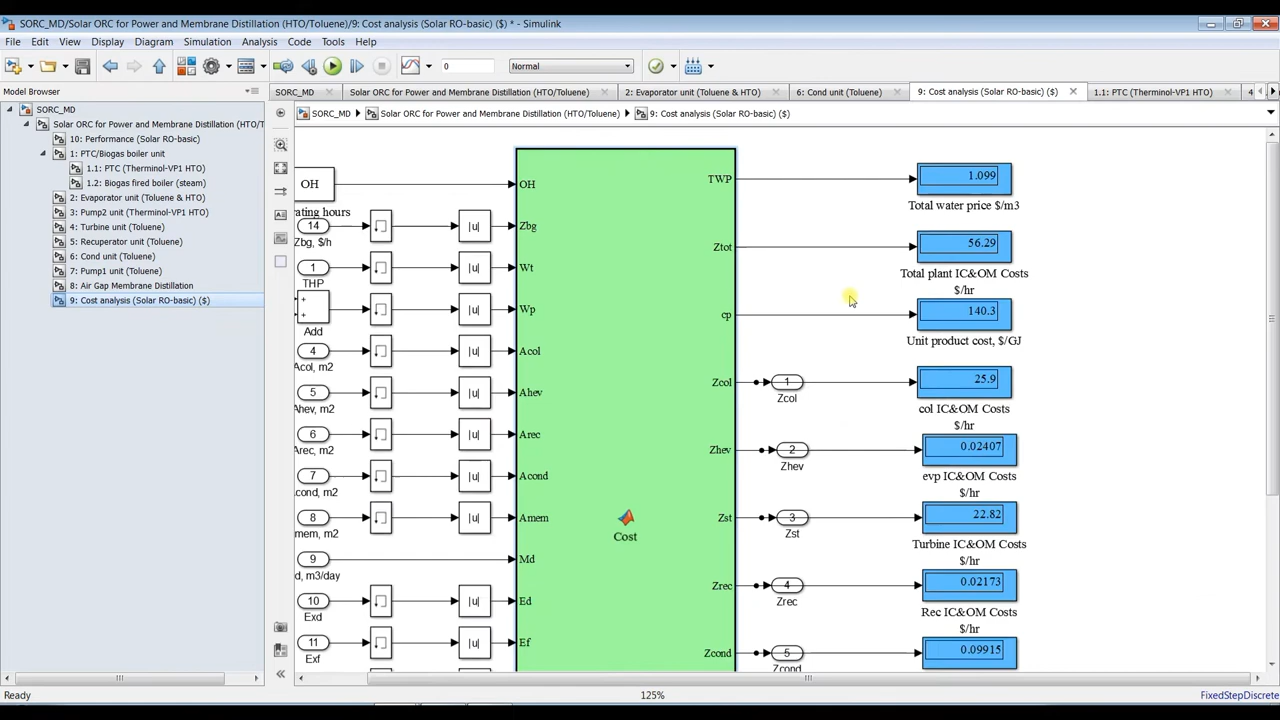 SORC_MD/Solar ORC for Power and Membrane Distillation (HTO/Toluene)/9: Cost analysis (Solar RO-basic) ($) * - Simulink
File Edit View Display Diagram Simulation Analysis Code Tools Help
0 Normal
Model Browser
SORC_MD Solar ORC for Power and Membrane Distillation (HTO/Toluene) 2: Evaporator unit (Toluene & HTO) 6: Cond unit (Toluene) 9: Cost analysis (Solar RO-basic) ($) 1.1: PTC (Therminol-VP1 HTO) 4
SORC_MD Solar ORC for Power and Membrane Distillation (HTO/Toluene) 9: Cost analysis (Solar RO-basic) ($)
SORC_MD
Solar ORC for Power and Membrane Distillation (HTO/T
10: Performance (Solar RO-basic)
1: PTC/Biogas boiler unit
1.1: PTC (Therminol-VP1 HTO)
1.2: Biogas fired boiler (steam)
2: Evaporator unit (Toluene & HTO)
3: Pump2 unit (Therminol-VP1 HTO)
4: Turbine unit (Toluene)
5: Recuperator unit (Toluene)
6: Cond unit (Toluene)
7: Pump1 unit (Toluene)
8: Air Gap Membrane Distillation
9: Cost analysis (Solar RO-basic) ($)
OH
rating hours
14
Zbg, $/h
1
THP
+
+
Add
4
Acol, m2
5
Ahev, m2
6
Arec, m2
7
Acond, m2
8
mem, m2
9
d, m3/day
10
Exd
11
Exf
|u|
|u|
|u|
|u|
|u|
|u|
|u|
|u|
|u|
|u|
OH
Zbg
Wt
Wp
Acol
Ahev
Arec
Acond
Amem
Md
Ed
Ef
Cost
TWP
Ztot
cp
Zcol
Zhev
Zst
Zrec
Zcond
1
Zcol
2
Zhev
3
Zst
4
Zrec
5
Zcond
1.099
Total water price $/m3
56.29
Total plant IC&OM Costs
$/hr
140.3
Unit product cost, $/GJ
25.9
col IC&OM Costs
$/hr
0.02407
evp IC&OM Costs
$/hr
22.82
Turbine IC&OM Costs
$/hr
0.02173
Rec IC&OM Costs
$/hr
0.09915
Ready 125% FixedStepDiscrete